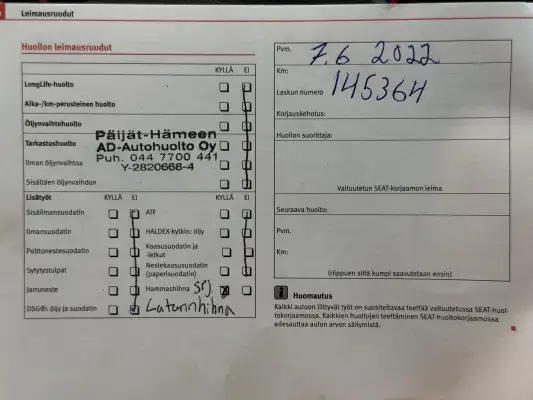 Leimausruudut
Huollon leimausruudut
KYLLÄ EI
LongLife-huolto
Aika-/km-perusteinen huolto
Öljynvaihtohuolto
Tarkastushuolto
Ilman öljynvaihtoa
Sisältäen öljynvaihdon
Päijät-Hämeen
AD-Autohuolto Oy
Puh. 044 7700 441
Y-2820668-4
Lisätyöt KYLLÄ EI KYLLÄ EI
Sisäilmansuodatin ATF
Ilmansuodatin HALDEX-kytkin: öljy
Polttonestesuodatin Kaasusuodatin ja
-letkut
Sytytystulpat Nestekaasusuodatin
(paperisuodatin)
Jarruneste Hammashihna
DSG®: öljy ja suodatin Laturinhihna
Pvm. 7.6 2022
Km: 145364
Laskun numero
Korjauskehotus:
Huollon suorittaja:
Valtuutetun SEAT-korjaamon leima
Seuraava huolto:
Pvm.
Km:
(riippuen siitä kumpi saavutetaan ensin)
i Huomautus
Kaikki autoon liittyvät työt on suositeltavaa teettää valtuutetussa SEAT-huol-
tokorjaamossa. Kaikkien huoltojen teettäminen SEAT-huoltokorjaamossa
edesauttaa auton arvon säilymistä.